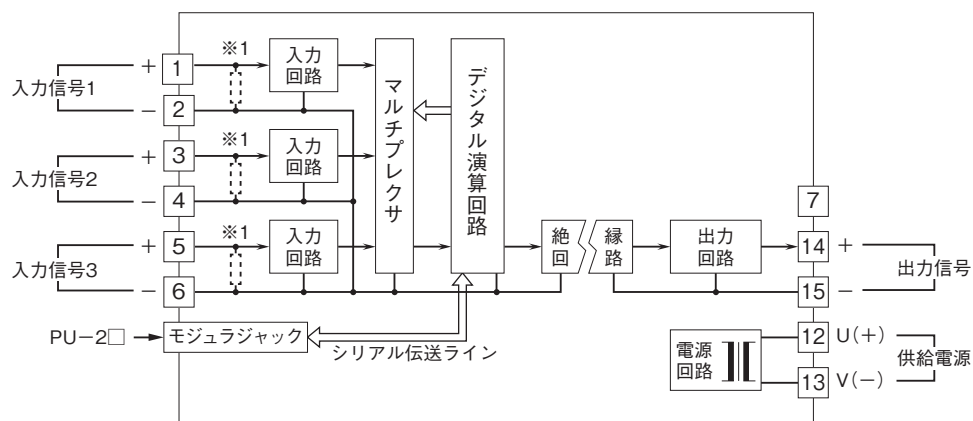 ※1
入力
回路
＋
1
入力信号1
－
2
※1
入力
回路
＋
3
入力信号2
－
4
※1
入力
回路
＋
5
入力信号3
－
6
マルチプレクサ
デジタル演算回路
絶 縁
回 路
出力
回路
7
14
＋
出力信号
15
－
PU－2□
モジュラジャック
シリアル伝送ライン
電源
回路
12
U(＋)
供給電源
13
V(－)